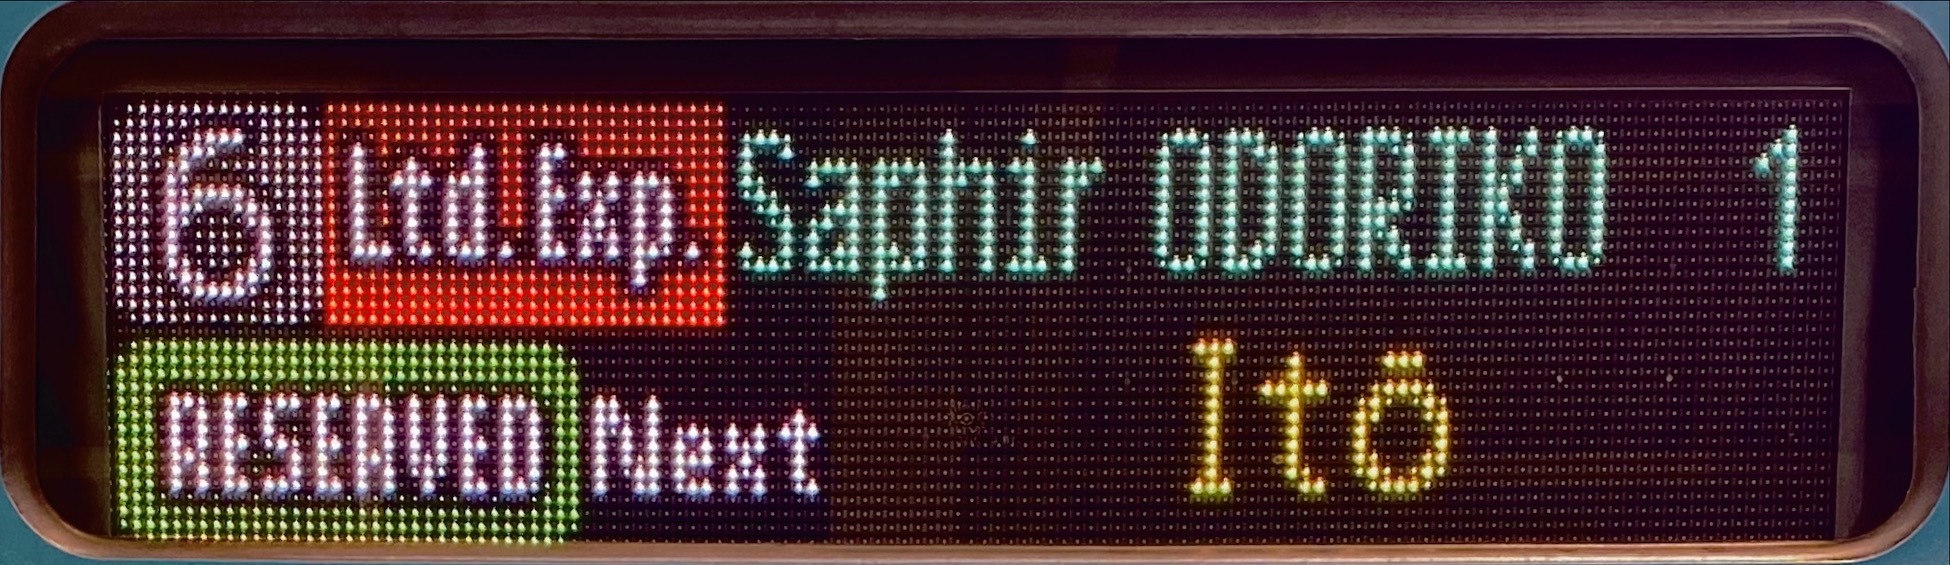 6 Ltd.Exp. Saphir ODORIKO 1
RESERVED Next Itō